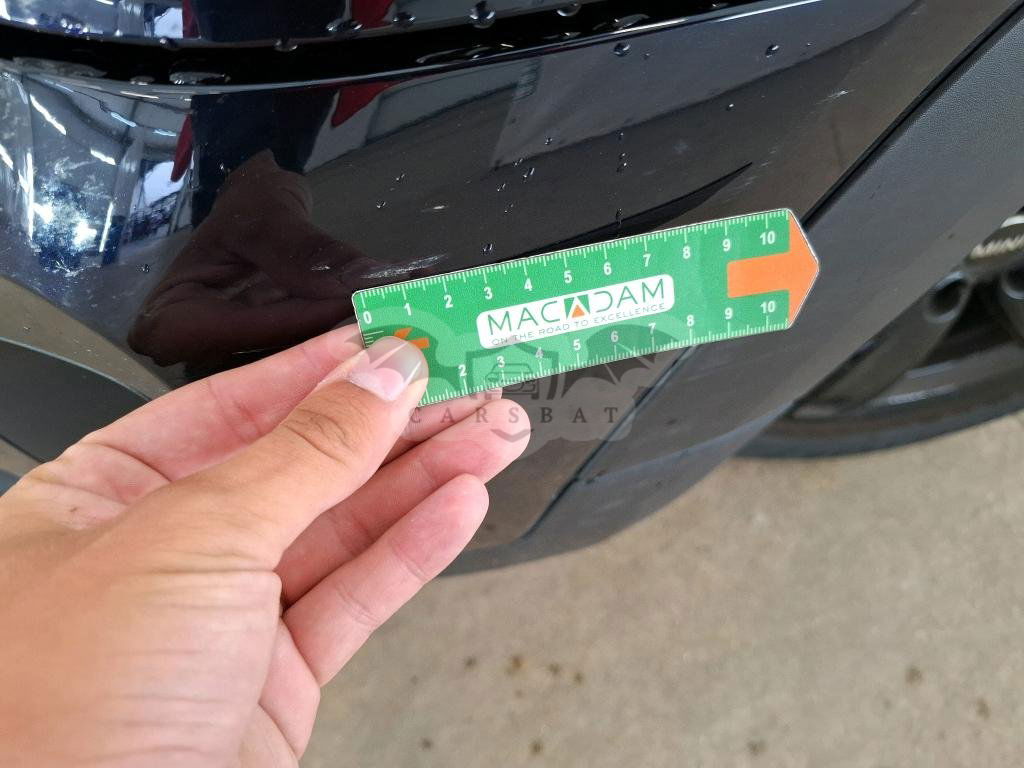 0 1 2 3 4 5 6 7 8 9 10
MACADAM
ON THE ROAD TO EXCELLENCE
2 3 4 5 6 7 8 9 10
CARSBAT
MINI